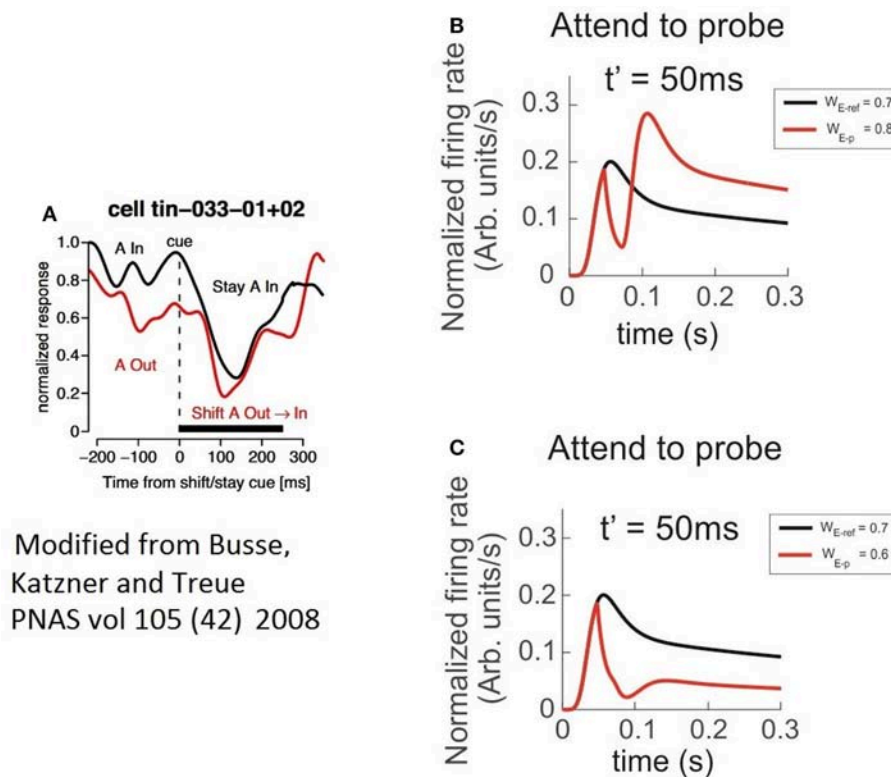 A
cell tin–033–01+02
normalized response
1.0
0.8
0.6
0.4
0.2
0
A In
cue
Stay A In
A Out
Shift A Out → In
−200 −100 0 100 200 300
Time from shift/stay cue [ms]
Modified from Busse,
Katzner and Treue
PNAS vol 105 (42) 2008
B
Attend to probe
t' = 50ms
Normalized firing rate
(Arb. units/s)
0.3
0.2
0.1
0
0 0.1 0.2 0.3
time (s)
W E-ref = 0.7
W E-p = 0.8
C
Attend to probe
t' = 50ms
Normalized firing rate
(Arb. units/s)
0.3
0.2
0.1
0
0 0.1 0.2 0.3
time (s)
W E-ref = 0.7
W E-p = 0.6